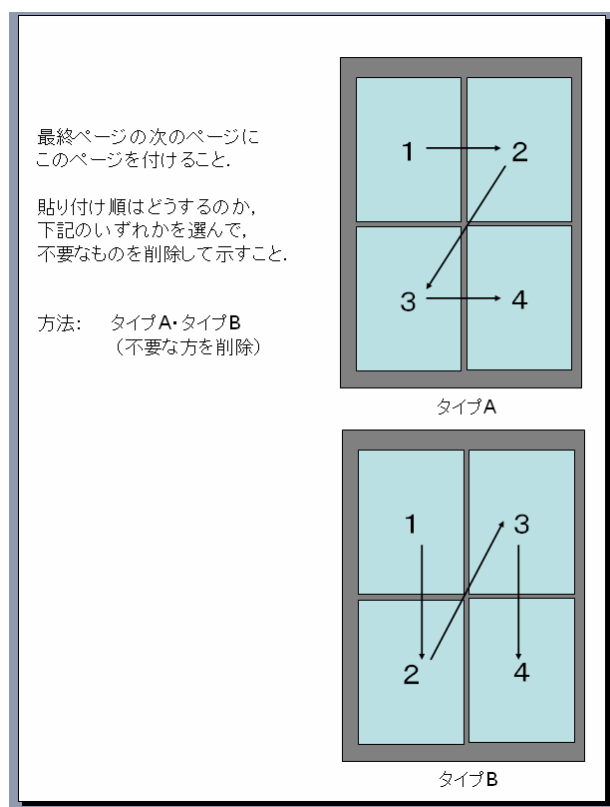 最終ページの次のページに
このページを付けること.
貼り付け順はどうするのか,
下記のいずれかを選んで,
不要なものを削除して示すこと.
方法: タイプA・タイプB
(不要な方を削除)
1 2
3 4
タイプA
1 3
2 4
タイプB